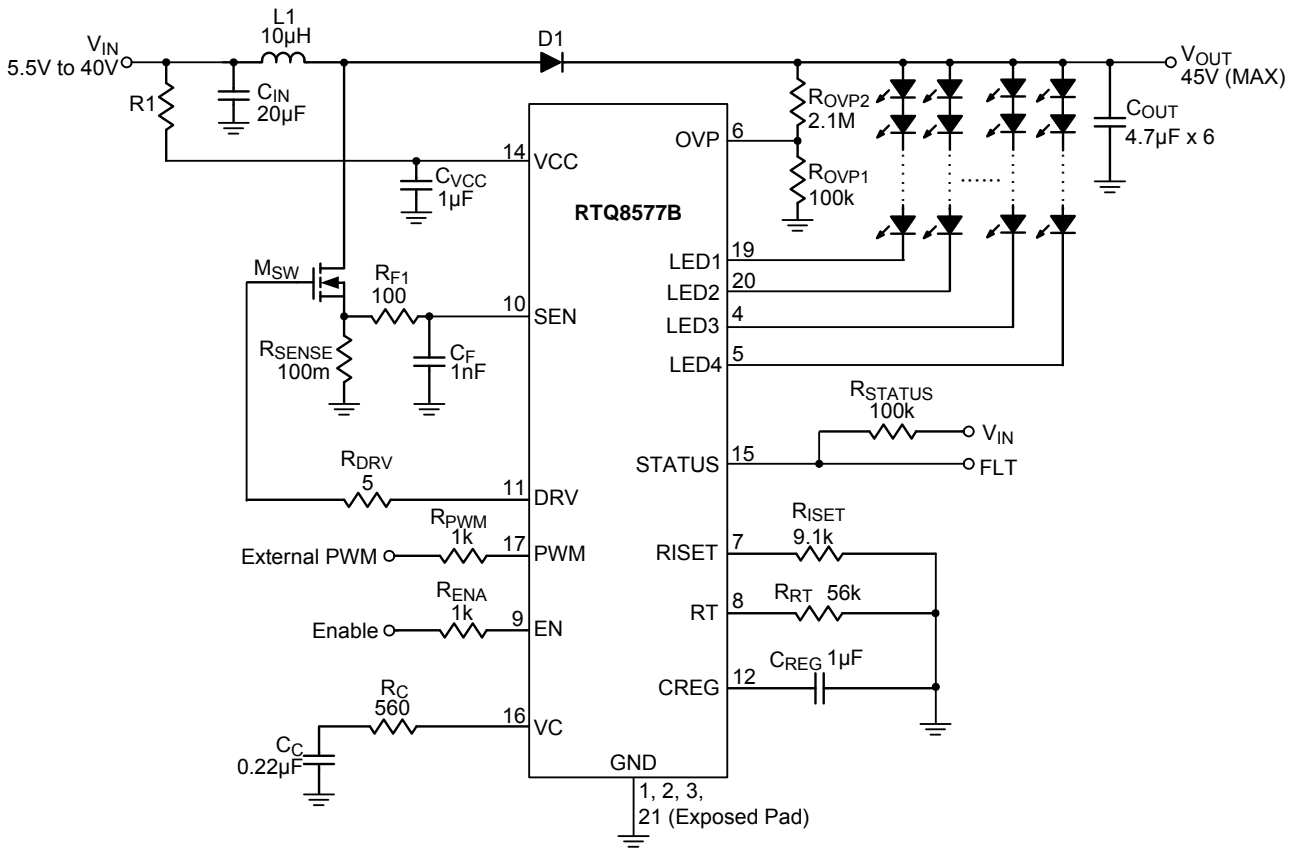 L1
10µH
VIN
5.5V to 40V
D1
VOUT
45V (MAX)
R1
CIN
20µF
ROVP2
2.1M
COUT
4.7µF x 6
OVP
6
14
VCC
CVCC
1µF
ROVP1
100k
RTQ8577B
LED1
19
LED2
20
LED3
4
LED4
5
MSW
RF1
100
10
SEN
RSENSE
100m
CF
1nF
RSTATUS
100k
VIN
STATUS
15
FLT
RDRV
5
11
DRV
RPWM
1k
External PWM
17
PWM
RISET
9.1k
RISET
7
RENA
1k
Enable
9
EN
RRT 56k
RT
8
CREG 1µF
CREG
12
RC
560
16
VC
CC
0.22µF
GND
1, 2, 3,
21 (Exposed Pad)